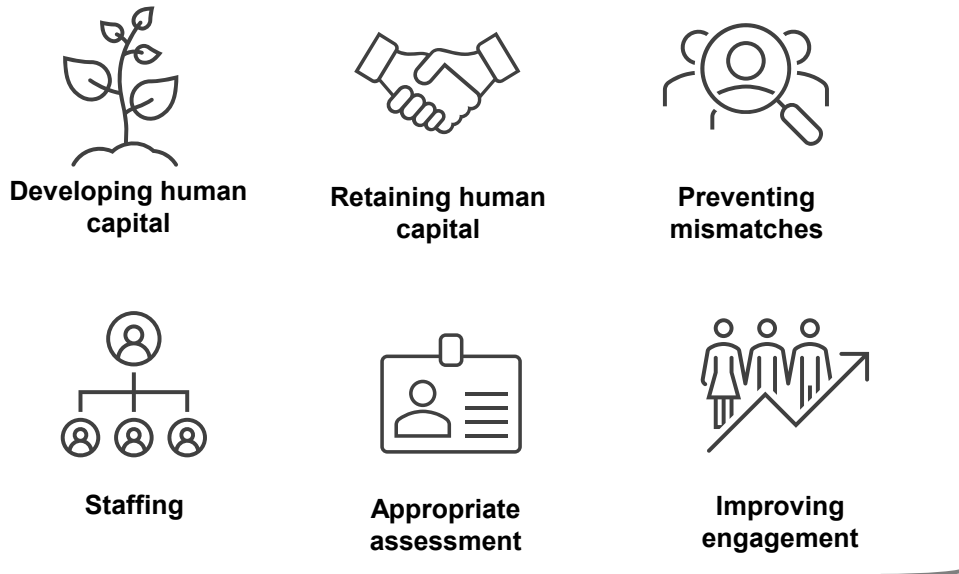 Developing human
capital
Retaining human
capital
Preventing
mismatches
Staffing
Appropriate
assessment
Improving
engagement